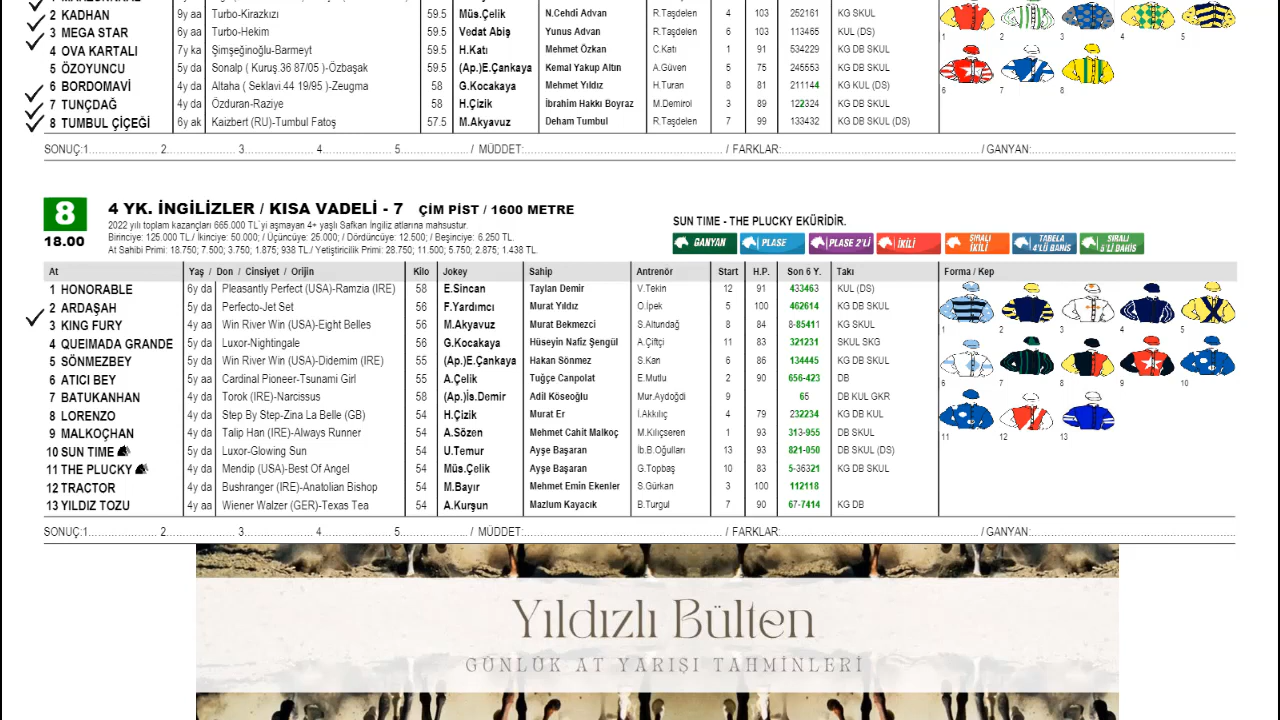 2 KADHAN 9y aa Turbo-Kirazkızı 59.5 Müs.Çelik N.Cehdi Advan R.Taşdelen 4 103 252161 KG SKUL
3 MEGA STAR 6y aa Turbo-Hekim 59.5 Vedat Abiş Yunus Advan R.Taşdelen 6 103 113465 KUL (DS)
4 OVA KARTALI 7y ka Şimşeğinoğlu-Barmeyt 59.5 H.Katı Mehmet Özkan C.Katı 1 91 534229 KG DB SKUL
5 ÖZOYUNCU 5y da Sonalp ( Kuruş.36 87/05 )-Özbaşak 59.5 (Ap.)E.Çankaya Kemal Yakup Altın A.Güven 5 75 245553 KG DB SKUL
6 BORDOMAVİ 4y da Altaha ( Seklavi.44 19/95 )-Zeugma 58 G.Kocakaya Mehmet Yıldız H.Turan 8 81 211144 KG KUL (DS)
7 TUNÇDAĞ 4y da Özduran-Raziye 58 H.Çizik İbrahim Hakkı Boyraz M.Demirol 3 89 122324 KG DB SKUL
8 TUMBUL ÇİÇEĞİ 6y ak Kaizbert (RU)-Tumbul Fatoş 57.5 M.Akyavuz Deham Tumbul R.Taşdelen 7 99 133432 KG DB SKUL (DS)
1 2 3 4 5
6 7 8
SONUÇ:1....................... 2.......................... 3.......................... 4.......................... 5......................../ MÜDDET:......................................../ FARKLAR:......................................../ GANYAN:........................................
8 4 YK. İNGİLİZLER / KISA VADELİ - 7 ÇİM PİST / 1600 METRE
18.00
2022 yılı toplam kazançları 665.000 TL`yi aşmayan 4+ yaşlı Safkan İngiliz atlarına mahsustur.
Birinciye: 125.000 TL / İkinciye: 50.000; / Üçüncüye: 25.000; / Dördüncüye: 12.500; / Beşinciye: 6.250 TL.
At Sahibi Primi: 18.750; 7.500; 3.750; 1.875; 938 TL./ Yetiştiricilik Primi: 28.750; 11.500; 5.750; 2.875; 1.438 TL.
SUN TIME - THE PLUCKY EKÜRİDİR.
GANYAN PLASE PLASE 2'Lİ İKİLİ SIRALI İKİLİ TABELA 4'LÜ BAHİS SIRALI 5'Lİ BAHİS
At Yaş / Don / Cinsiyet / Orijin Kilo Jokey Sahip Antrenör Start H.P. Son 6 Y. Takı Forma / Kep
1 HONORABLE 6y da Pleasantly Perfect (USA)-Ramzia (IRE) 58 E.Sincan Taylan Demir V.Tekin 12 91 433463 KUL (DS)
2 ARDAŞAH 5y da Perfecto-Jet Set 56 F.Yardımcı Murat Yıldız O.İpek 5 100 462614 KG DB SKUL
3 KING FURY 4y aa Win River Win (USA)-Eight Belles 56 M.Akyavuz Murat Bekmezci S.Altundağ 8 84 8-85411 KG SKUL
4 QUEIMADA GRANDE 4y da Luxor-Nightingale 56 G.Kocakaya Hüseyin Nafiz Şengül A.Çiftçi 11 83 321231 SKUL SKG
5 SÖNMEZBEY 5y da Win River Win (USA)-Didemim (IRE) 55 (Ap.)E.Çankaya Hakan Sönmez S.Kan 6 86 134445 KG DB SKUL
6 ATICI BEY 5y aa Cardinal Pioneer-Tsunami Girl 55 A.Çelik Tuğçe Canpolat E.Mutlu 2 90 656-423 DB
7 BATUKANHAN 4y da Torok (IRE)-Narcissus 58 (Ap.)İs.Demir Adil Köseoğlu Mur.Aydoğdi 9 65 DB KUL GKR
8 LORENZO 4y da Step By Step-Zina La Belle (GB) 54 H.Çizik Murat Er İ.Akkılıç 4 79 232234 KG DB KUL
9 MALKOÇHAN 4y da Talip Han (IRE)-Always Runner 54 A.Sözen Mehmet Cahit Malkoç M.Kılıçseren 1 93 313-955 DB SKUL
10 SUN TIME 4y da Luxor-Glowing Sun 54 U.Temur Ayşe Başaran İb.B.Oğulları 13 93 821-050 DB SKUL (DS)
11 THE PLUCKY 4y da Mendip (USA)-Best Of Angel 54 Müs.Çelik Ayşe Başaran G.Topbaş 10 83 5-36321 KG DB SKUL
12 TRACTOR 4y da Bushranger (IRE)-Anatolian Bishop 54 M.Bayır Mehmet Emin Ekenler S.Gürkan 3 100 112118
13 YILDIZ TOZU 4y aa Wiener Walzer (GER)-Texas Tea 54 A.Kurşun Mazlum Kayacık B.Turgul 7 90 67-7414 KG DB
1 2 3 4 5
6 7 8 9 10
11 12 13
SONUÇ:1....................... 2.......................... 3.......................... 4.......................... 5......................../ MÜDDET:......................................../ FARKLAR:......................................../ GANYAN:........................................
Yıldızlı Bülten
GÜNLÜK AT YARIŞI TAHMİNLERİ